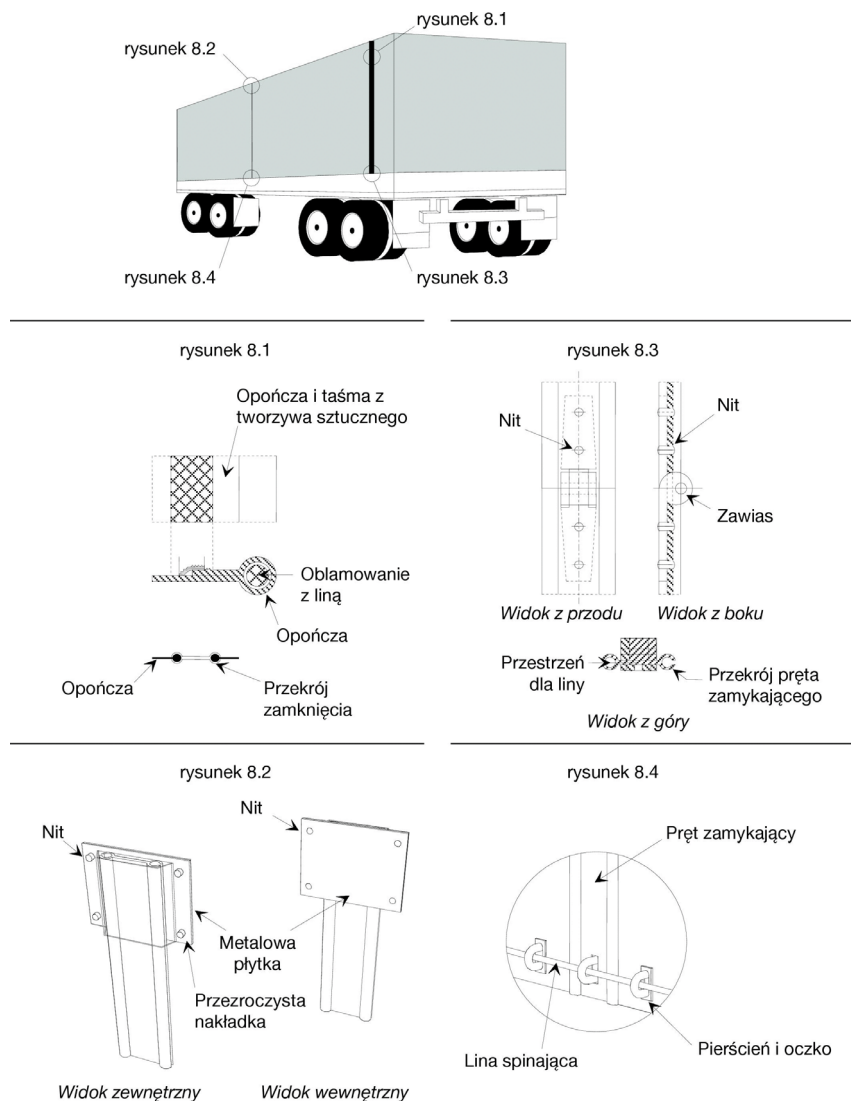 rysunek 8.1
rysunek 8.2
rysunek 8.4
rysunek 8.3
rysunek 8.1
Opończa i taśma z
tworzywa sztucznego
Oblamowanie
z liną
Opończa
Opończa
Przekrój
zamknięcia
rysunek 8.3
Nit
Nit
Zawias
Widok z przodu
Widok z boku
Przestrzeń
dla liny
Przekrój pręta
zamykającego
Widok z góry
rysunek 8.2
Nit
Nit
Metalowa
płytka
Przezroczysta
nakładka
Widok zewnętrzny
Widok wewnętrzny
rysunek 8.4
Pręt zamykający
Lina spinająca
Pierścień i oczko